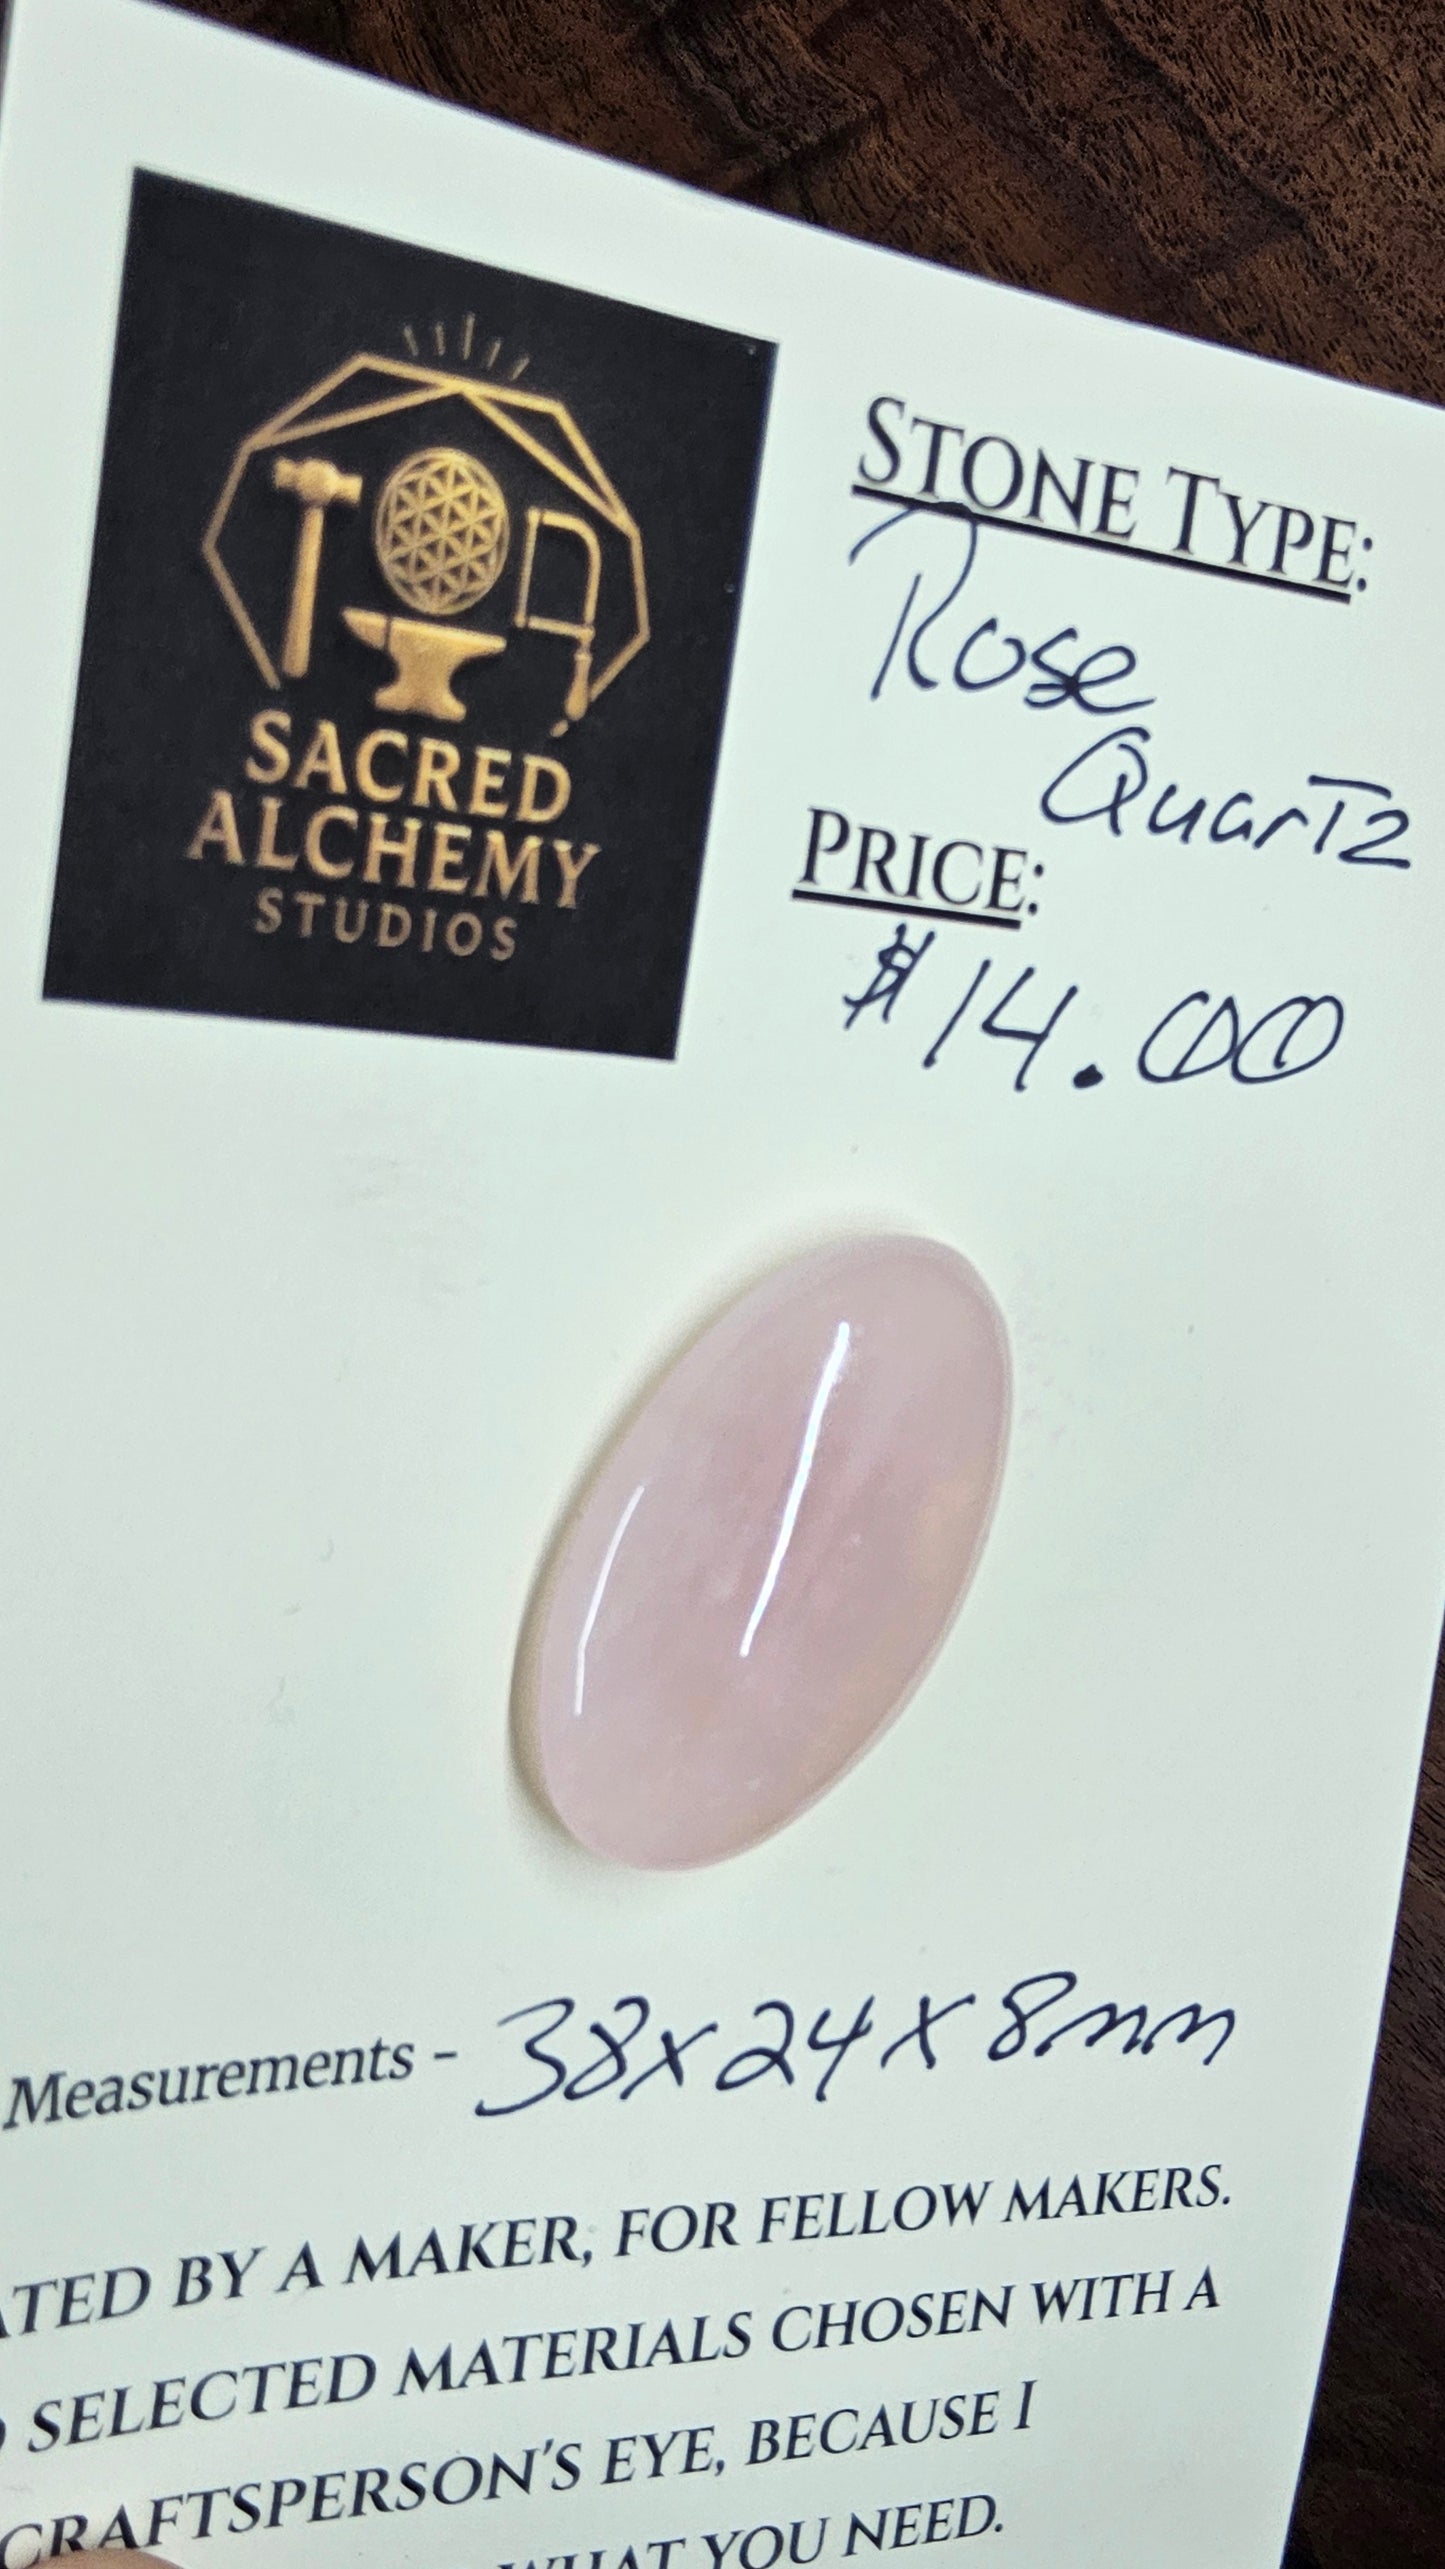 SACRED
ALCHEMY
STUDIOS
STONE TYPE:
Rose
Quartz
PRICE:
$14.00
Measurements - 38x24x8mm
BY A MAKER, FOR FELLOW MAKERS.
SELECTED MATERIALS CHOSEN WITH A
CRAFTSPERSON'S EYE, BECAUSE I
WHAT YOU NEED.